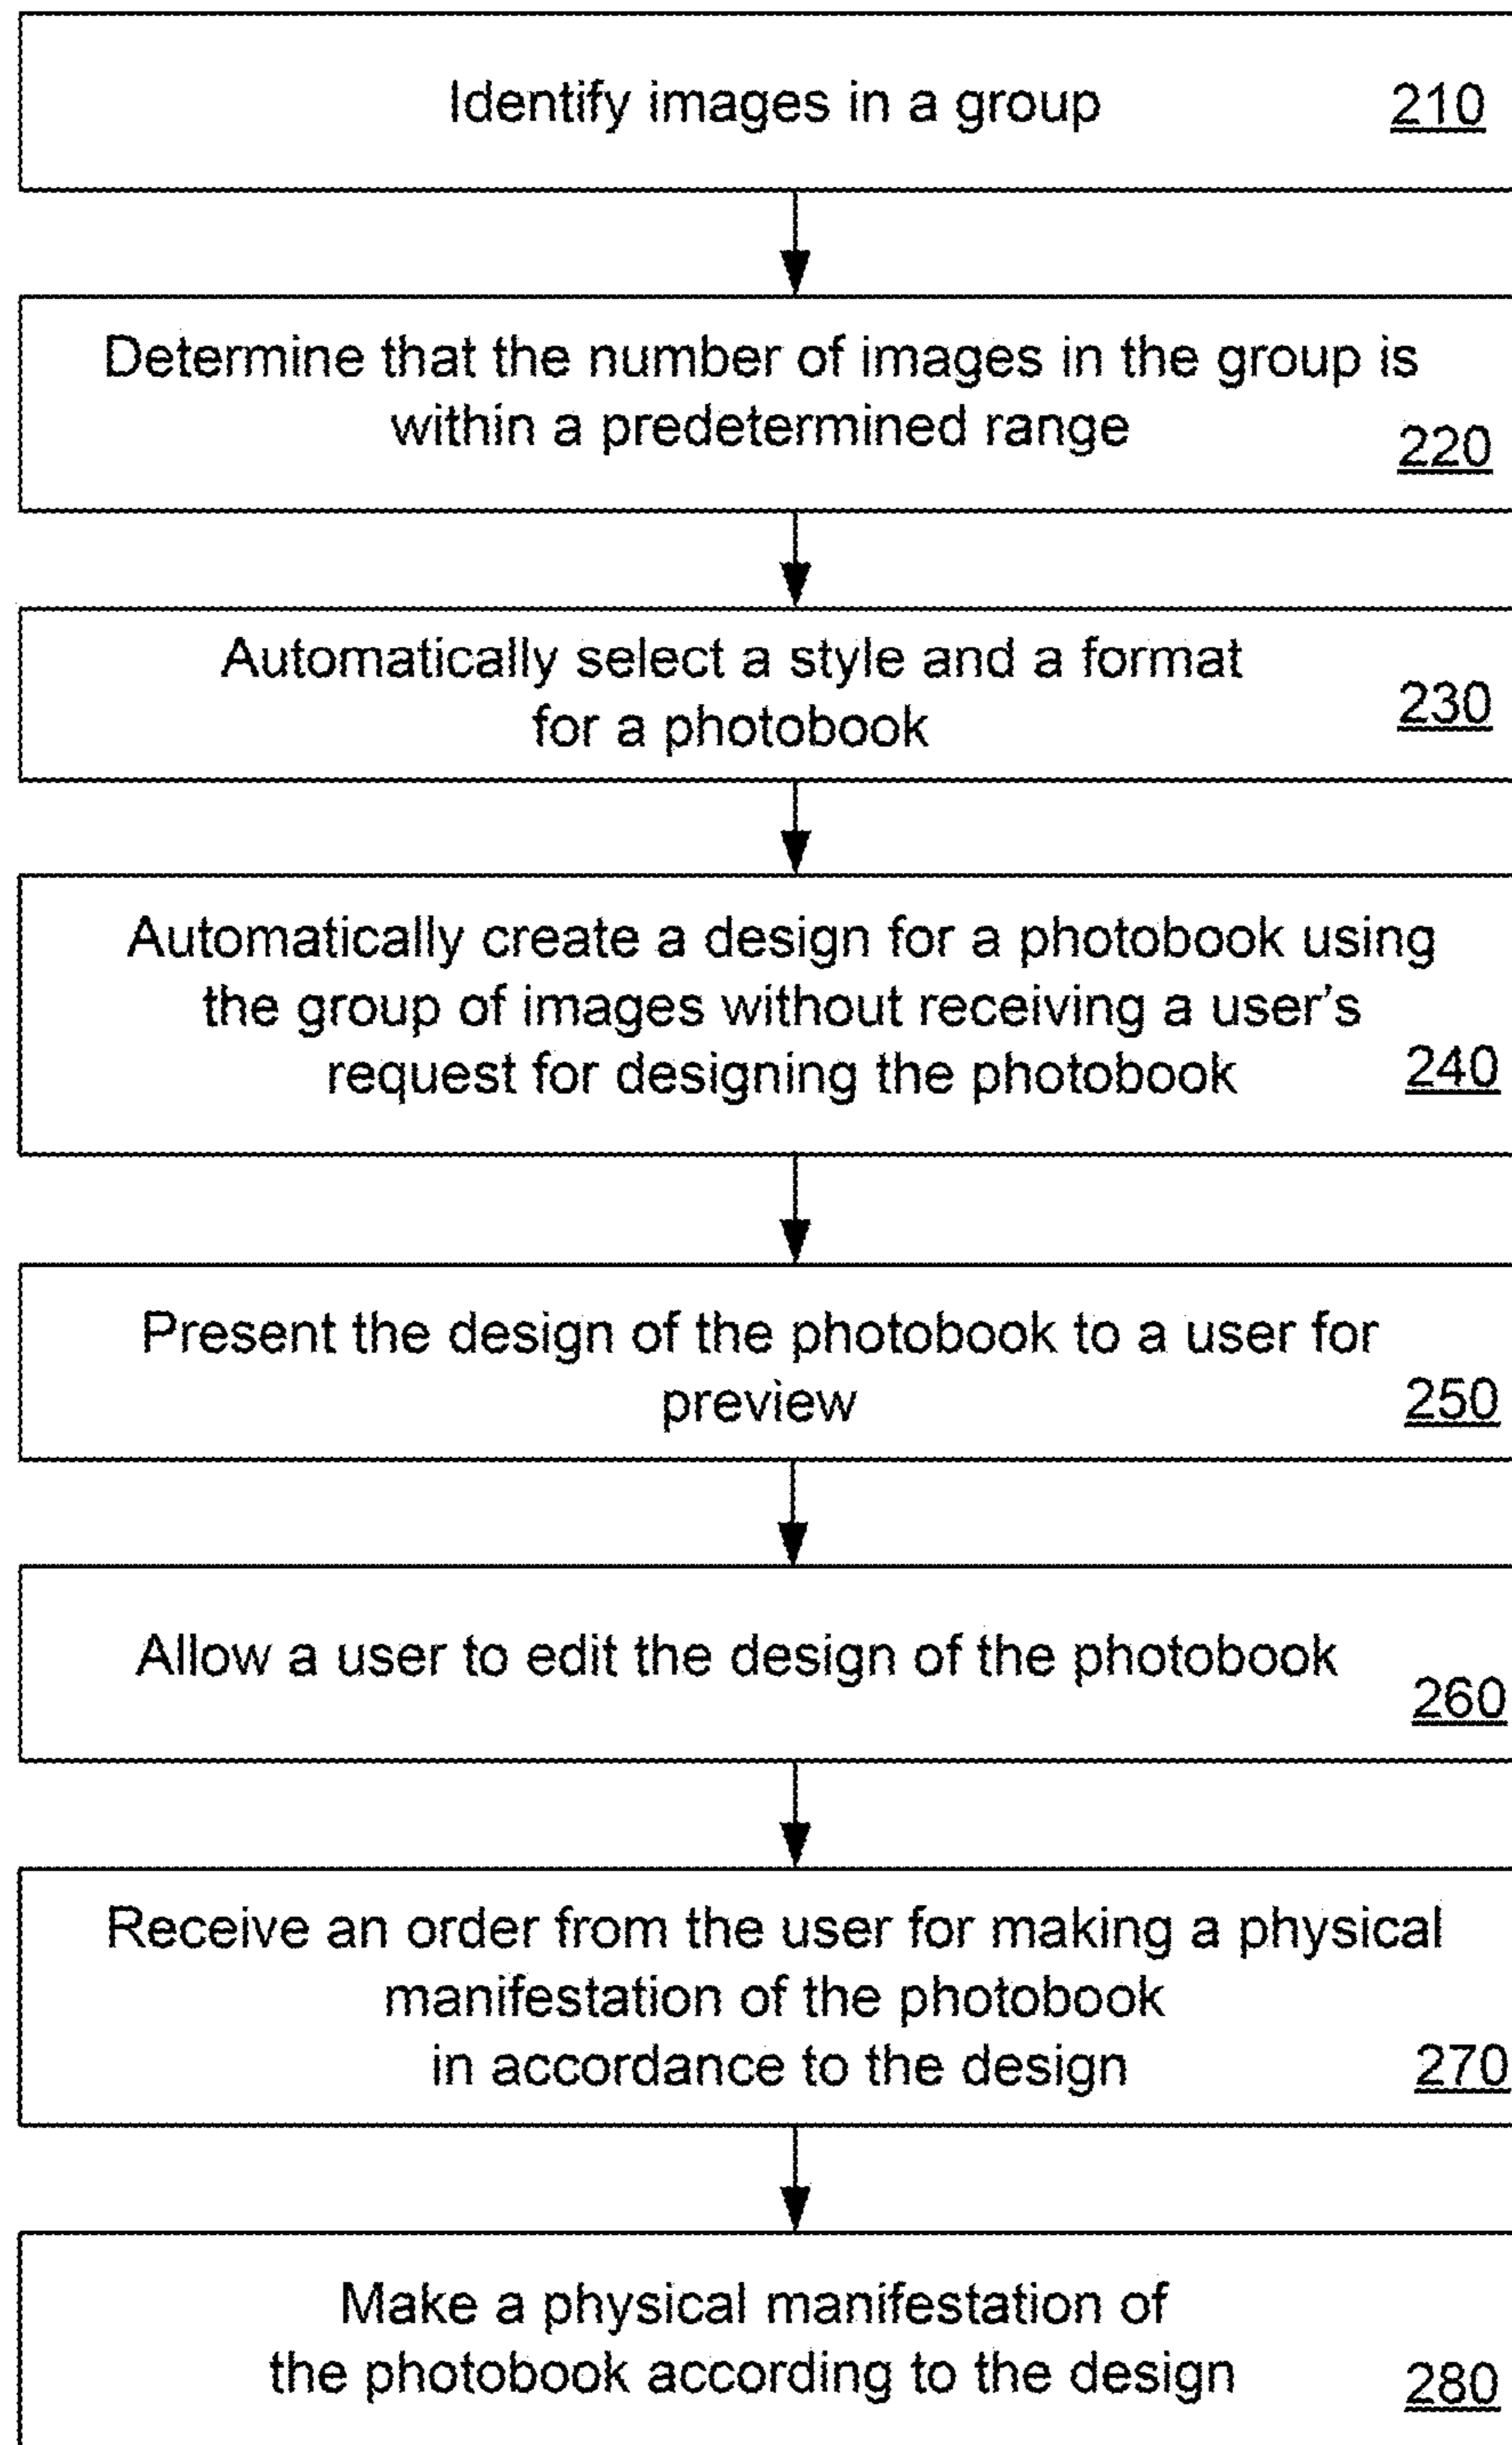 Identify images in a group
210
Determine that the number of images in the group is
within a predetermined range
220
Automatically select a style and a format
for a photobook
230
Automatically create a design for a photobook using
the group of images without receiving a user's
request for designing the photobook
240
Present the design of the photobook to a user for
preview
250
Allow a user to edit the design of the photobook
260
Receive an order from the user for making a physical
manifestation of the photobook
in accordance to the design
270
Make a physical manifestation of
the photobook according to the design
280